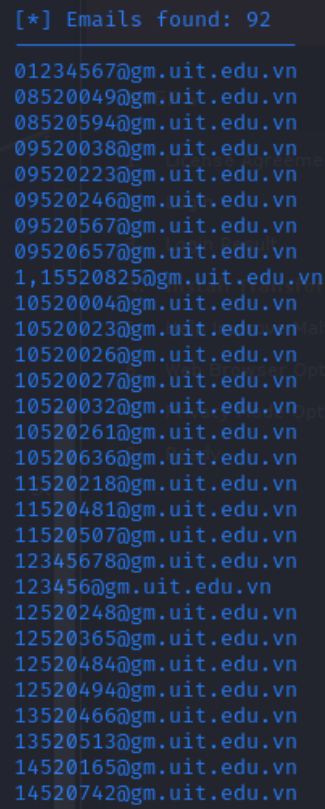 [*] Emails found: 92
01234567@gm.uit.edu.vn
08520049@gm.uit.edu.vn
08520594@gm.uit.edu.vn
09520038@gm.uit.edu.vn
09520223@gm.uit.edu.vn
09520246@gm.uit.edu.vn
09520567@gm.uit.edu.vn
09520657@gm.uit.edu.vn
1,15520825@gm.uit.edu.vn
10520004@gm.uit.edu.vn
10520023@gm.uit.edu.vn
10520026@gm.uit.edu.vn
10520027@gm.uit.edu.vn
10520032@gm.uit.edu.vn
10520261@gm.uit.edu.vn
10520636@gm.uit.edu.vn
11520218@gm.uit.edu.vn
11520481@gm.uit.edu.vn
11520507@gm.uit.edu.vn
12345678@gm.uit.edu.vn
123456@gm.uit.edu.vn
12520248@gm.uit.edu.vn
12520365@gm.uit.edu.vn
12520484@gm.uit.edu.vn
12520494@gm.uit.edu.vn
13520466@gm.uit.edu.vn
13520513@gm.uit.edu.vn
14520165@gm.uit.edu.vn
14520742@gm.uit.edu.vn